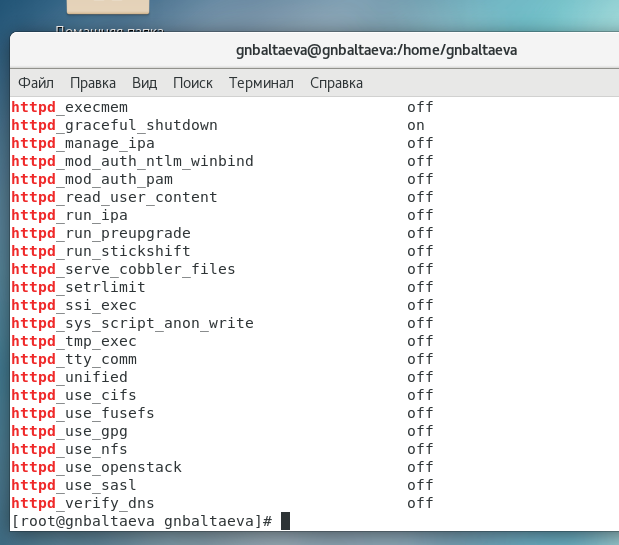 Домашняя папка
gnbaltaeva@gnbaltaeva:/home/gnbaltaeva
Файл Правка Вид Поиск Терминал Справка
httpd_execmem off
httpd_graceful_shutdown on
httpd_manage_ipa off
httpd_mod_auth_ntlm_winbind off
httpd_mod_auth_pam off
httpd_read_user_content off
httpd_run_ipa off
httpd_run_preupgrade off
httpd_run_stickshift off
httpd_serve_cobbler_files off
httpd_setrlimit off
httpd_ssi_exec off
httpd_sys_script_anon_write off
httpd_tmp_exec off
httpd_tty_comm off
httpd_unified off
httpd_use_cifs off
httpd_use_fusefs off
httpd_use_gpg off
httpd_use_nfs off
httpd_use_openstack off
httpd_use_sasl off
httpd_verify_dns off
[root@gnbaltaeva gnbaltaeva]#